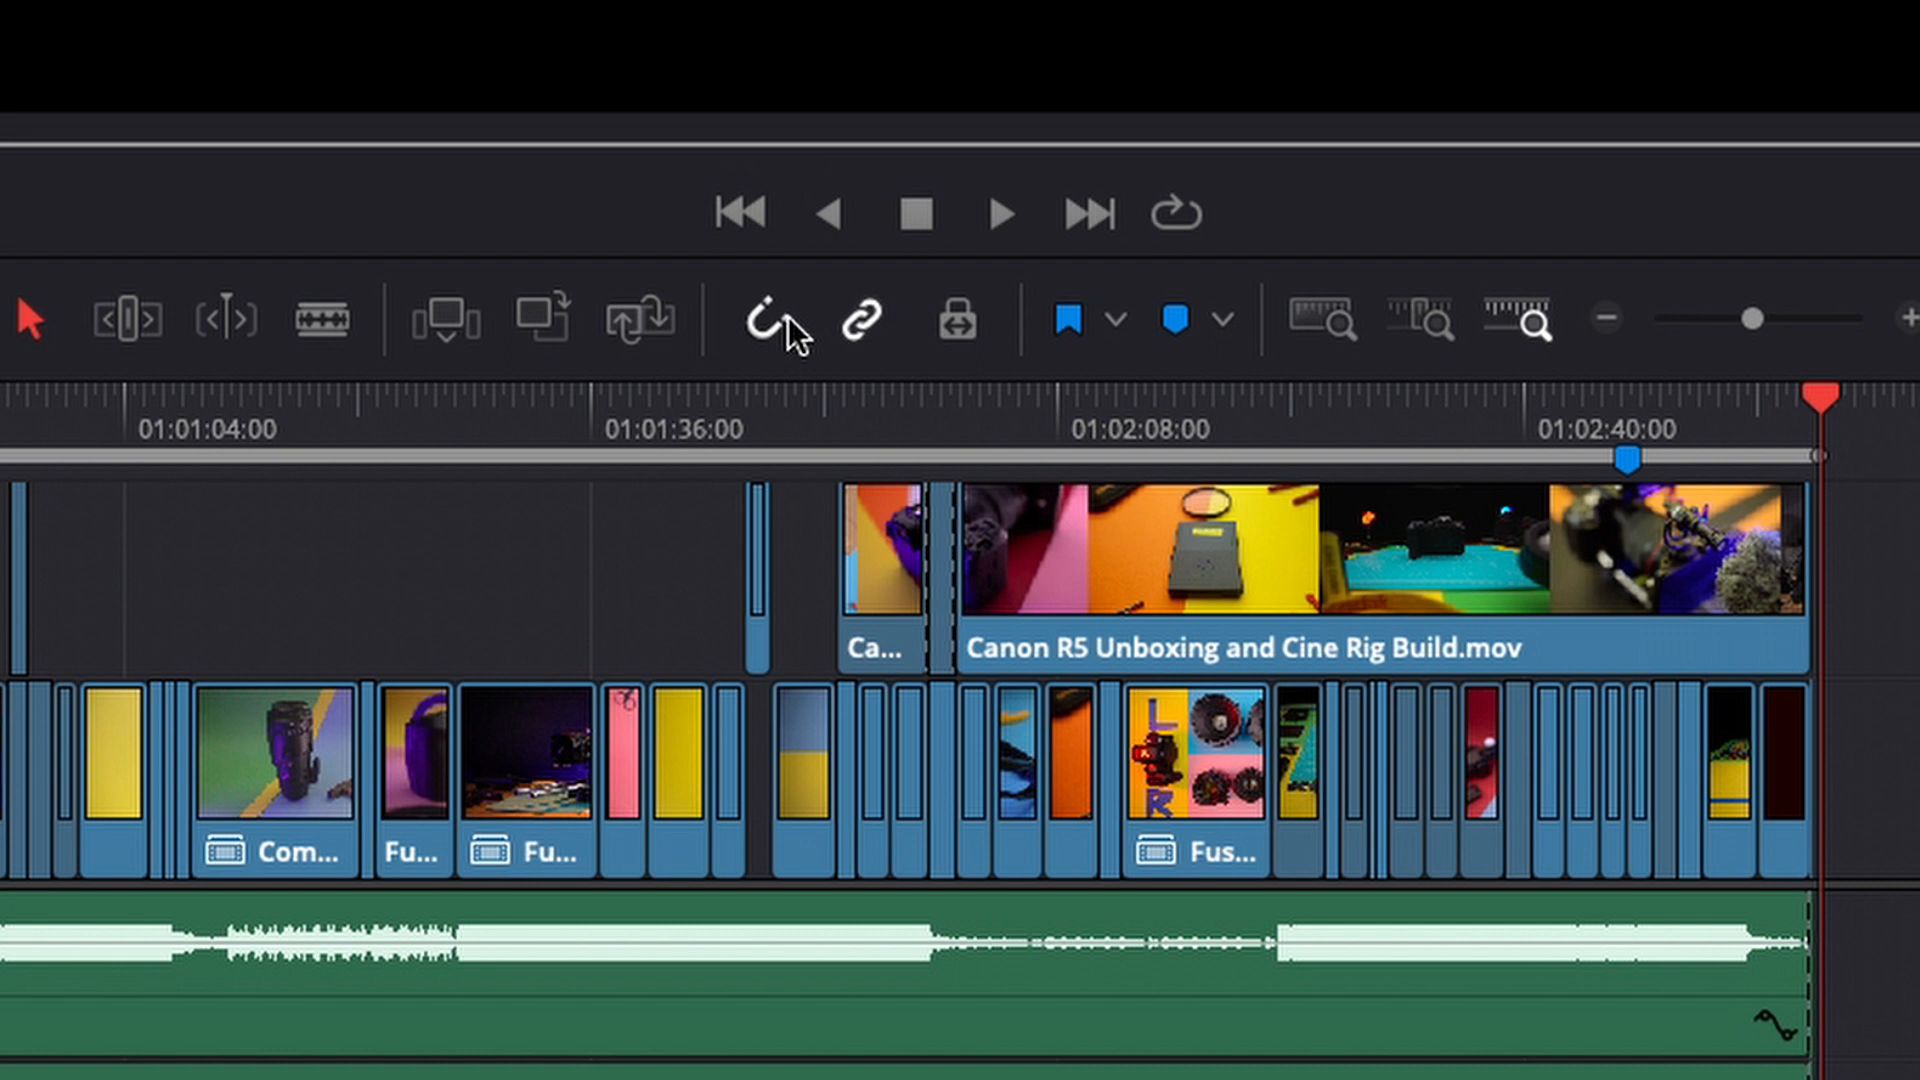 01:01:04:00
01:01:36:00
01:02:08:00
01:02:40:00
Ca...
Canon R5 Unboxing and Cine Rig Build.mov
Com...
Fu...
Fu...
Fus...
L
R